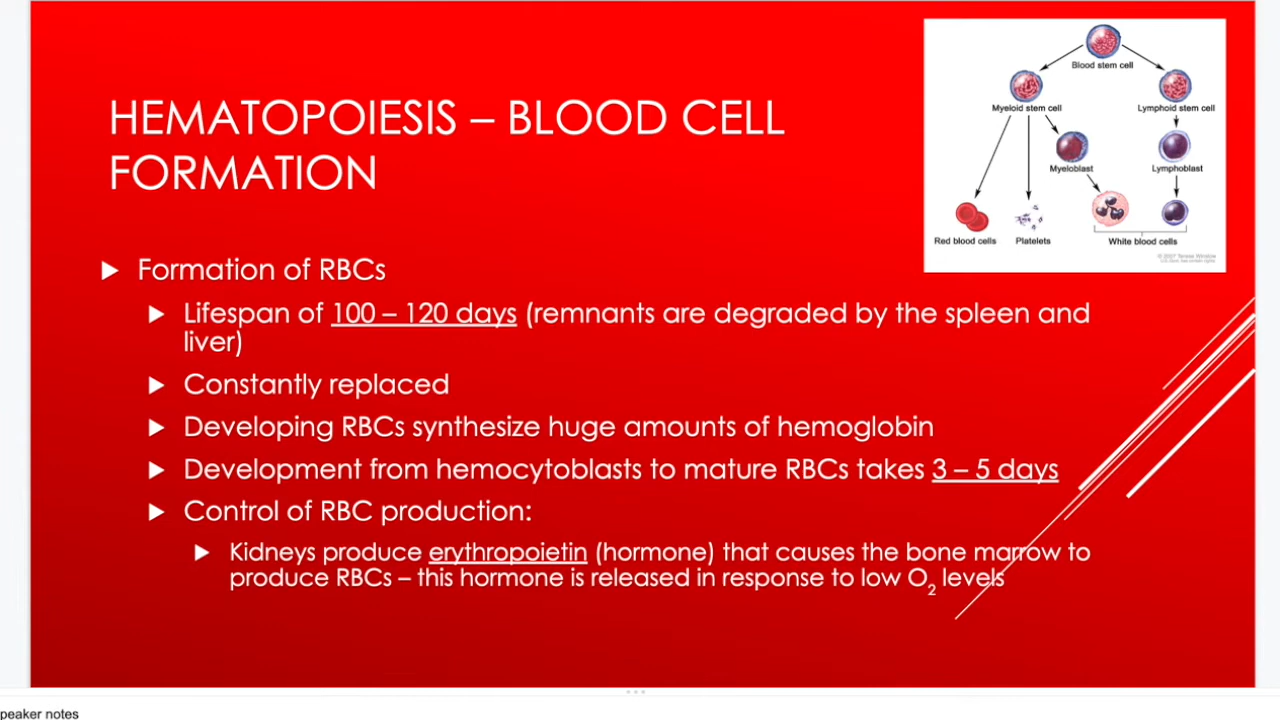 HEMATOPOIESIS – BLOOD CELL
FORMATION
Formation of RBCs
Lifespan of 100 – 120 days (remnants are degraded by the spleen and
liver)
Constantly replaced
Developing RBCs synthesize huge amounts of hemoglobin
Development from hemocytoblasts to mature RBCs takes 3 – 5 days
Control of RBC production:
Kidneys produce erythropoietin (hormone) that causes the bone marrow to
produce RBCs – this hormone is released in response to low O2 levels
Blood stem cell
Myeloid stem cell
Lymphoid stem cell
Myeloblast
Lymphoblast
Red blood cells
Platelets
White blood cells
© 2007 Terese Winslow
peaker notes